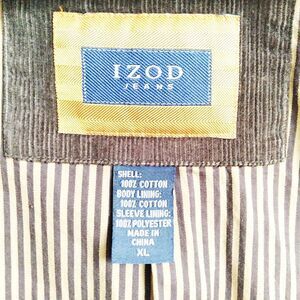 IZOD
JEANS
SHELL:
100% COTTON
BODY LINING:
100% COTTON
SLEEVE LINING:
100% POLYESTER
MADE IN
CHINA
XL